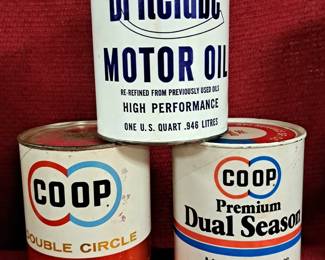 MOTOR OIL
RE-REFINED FROM PREVIOUSLY USED OILS
HIGH PERFORMANCE
ONE U.S. QUART .946 LITRES
COOP
DOUBLE CIRCLE
COOP
Premium
Dual Season